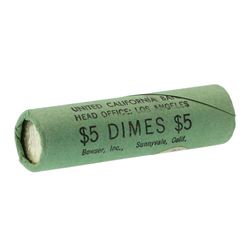 UNITED CALIFORNIA BA
HEAD OFFICE: LOS ANGELES
$5 DIMES $5
Bowser, Inc., Sunnyvale, Calif.